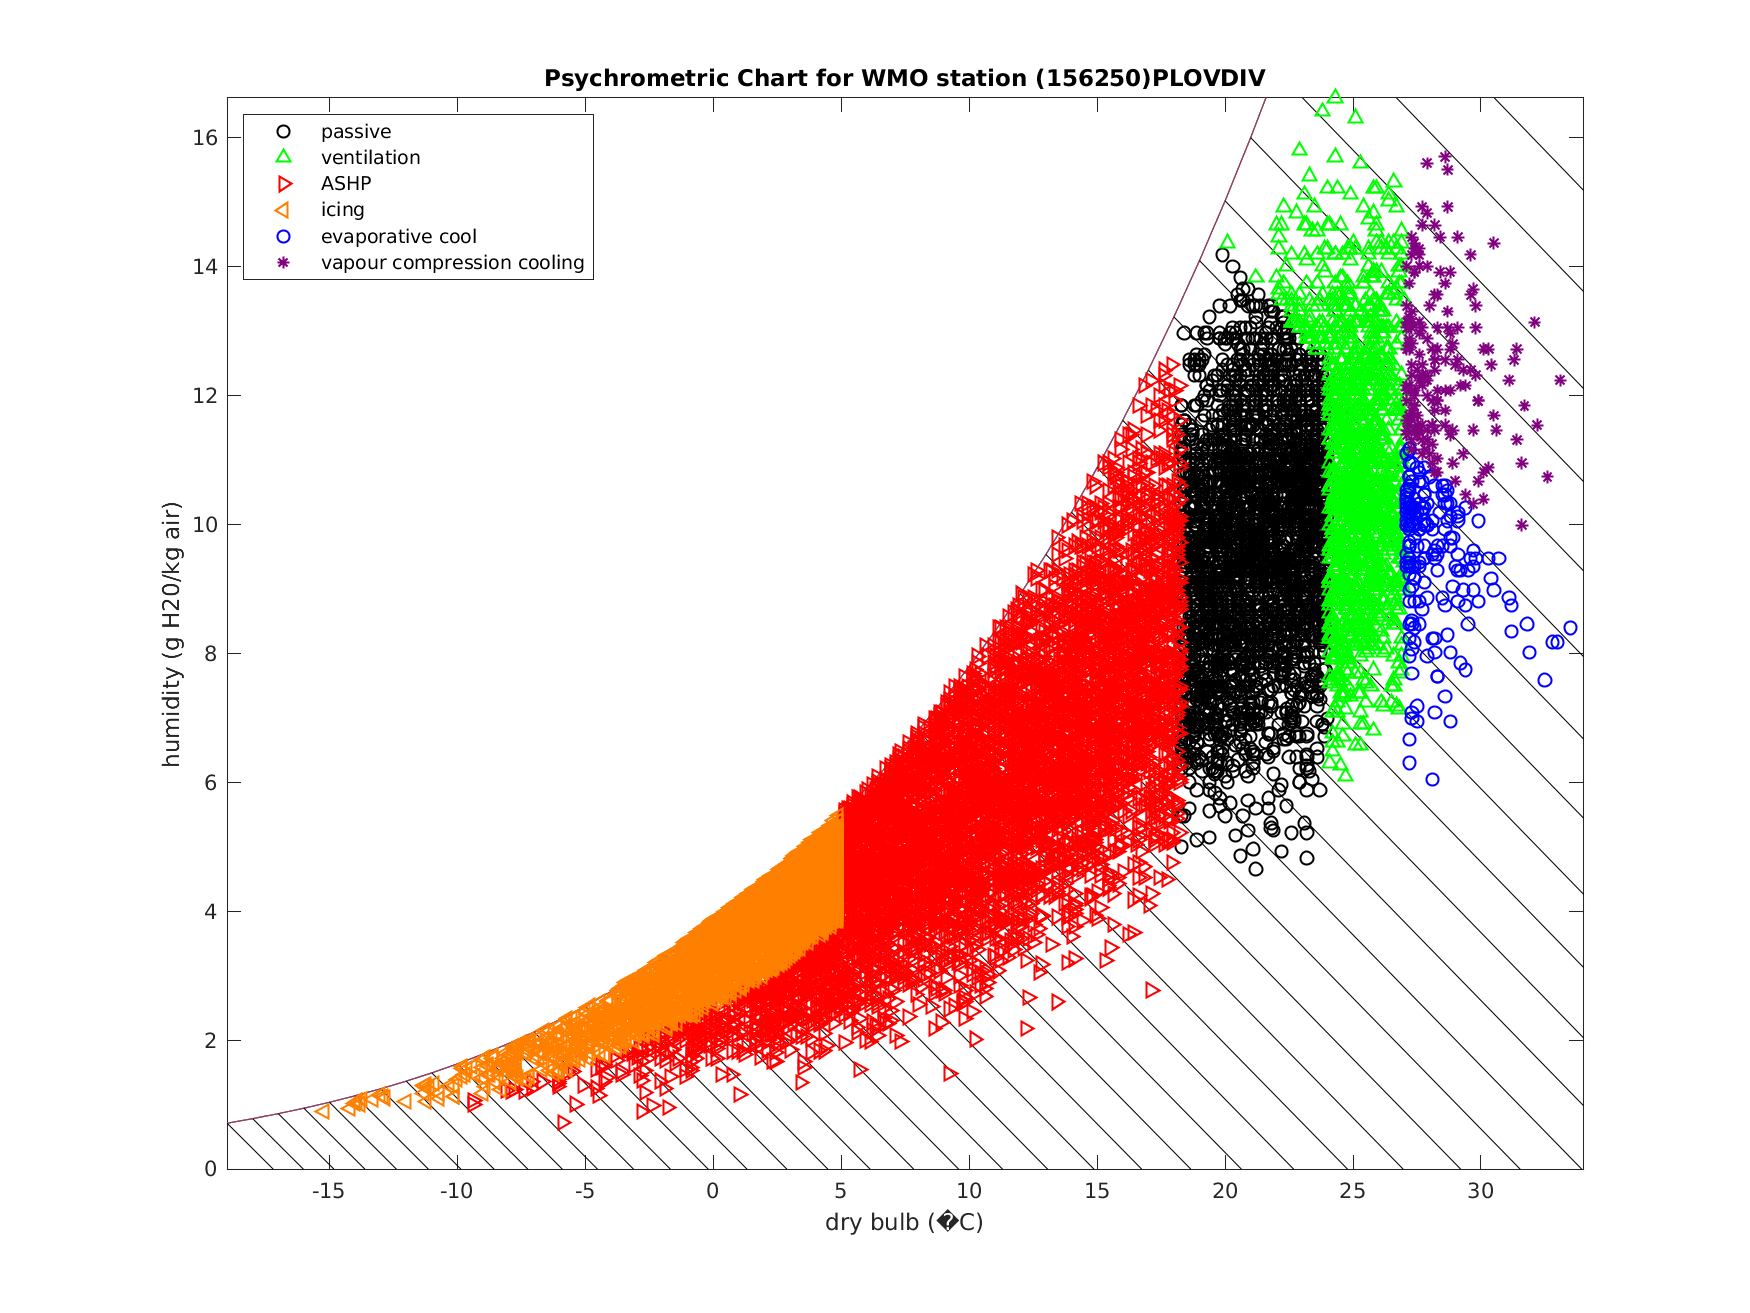 Psychrometric Chart for WMO station (156250)PLOVDIV
passive
ventilation
ASHP
icing
evaporative cool
vapour compression cooling
humidity (g H20/kg air)
16
14
12
10
8
6
4
2
0
-15 -10 -5 0 5 10 15 20 25 30
dry bulb (�C)